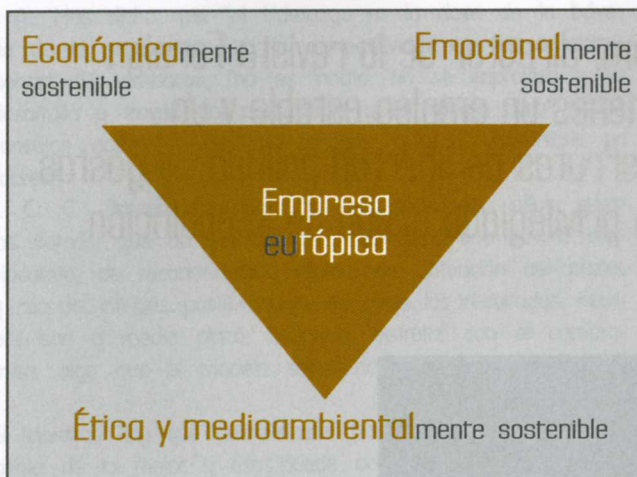 Económicamente
sostenible
Emocionalmente
sostenible
Empresa
eutópica
Ética y medioambientalmente sostenible